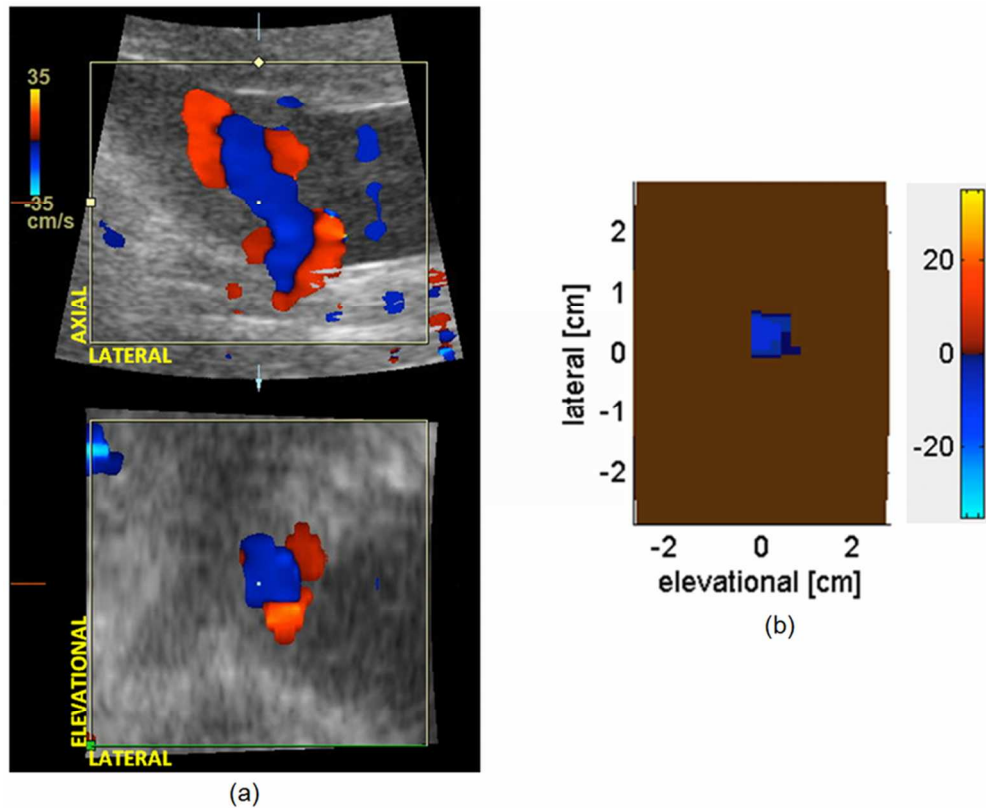 35
-35
cm/s
AXIAL
LATERAL
ELEVATIONAL
LATERAL
(a)
2
1
0
-1
-2
lateral [cm]
-2 0 2
elevational [cm]
20
0
-20
(b)